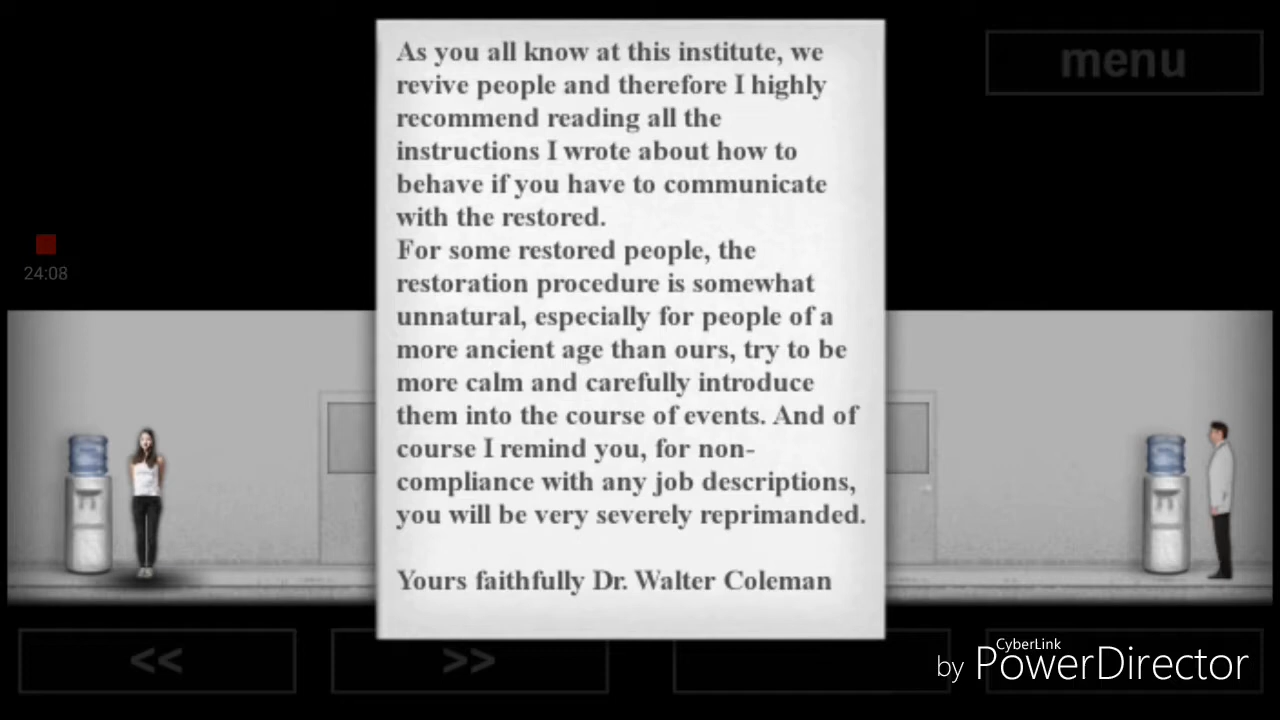 As you all know at this institute, we
revive people and therefore I highly
recommend reading all the
instructions I wrote about how to
behave if you have to communicate
with the restored.
For some restored people, the
restoration procedure is somewhat
unnatural, especially for people of a
more ancient age than ours, try to be
more calm and carefully introduce
them into the course of events. And of
course I remind you, for non-
compliance with any job descriptions,
you will be very severely reprimanded.
Yours faithfully Dr. Walter Coleman
menu
24:08
<<
>>
CyberLink
by PowerDirector